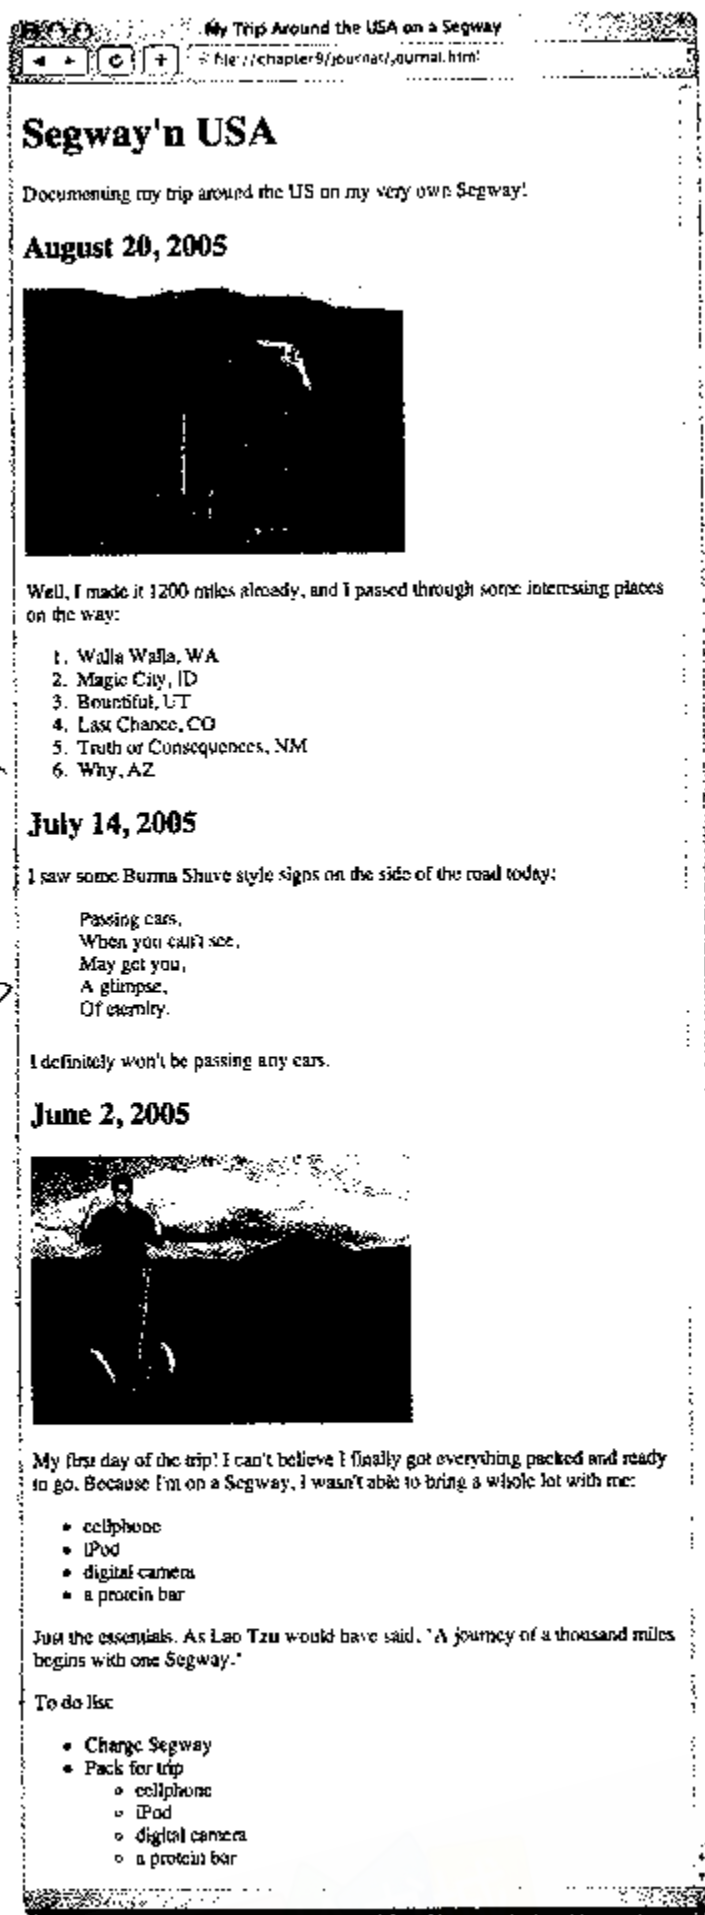 My Trip Around the USA on a Segway
file://chapter9/journal/journal.html
Segway'n USA
Documenting my trip around the US on my very own Segway!
August 20, 2005
Well, I made it 1200 miles already, and I passed through some interesting places
on the way:
1. Walla Walla, WA
2. Magic City, ID
3. Bountiful, UT
4. Last Chance, CO
5. Truth or Consequences, NM
6. Why, AZ
July 14, 2005
I saw some Burma Shave style signs on the side of the road today:
Passing cars,
When you can't see,
May get you,
A glimpse,
Of eternity.
I definitely won't be passing any cars.
June 2, 2005
My first day of the trip! I can't believe I finally got everything packed and ready
to go. Because I'm on a Segway, I wasn't able to bring a whole lot with me:
• cellphone
• iPod
• digital camera
• a protein bar
Just the essentials. As Lao Tzu would have said, "A journey of a thousand miles
begins with one Segway."
To do list
• Charge Segway
• Pack for trip
○ cellphone
○ iPod
○ digital camera
○ a protein bar